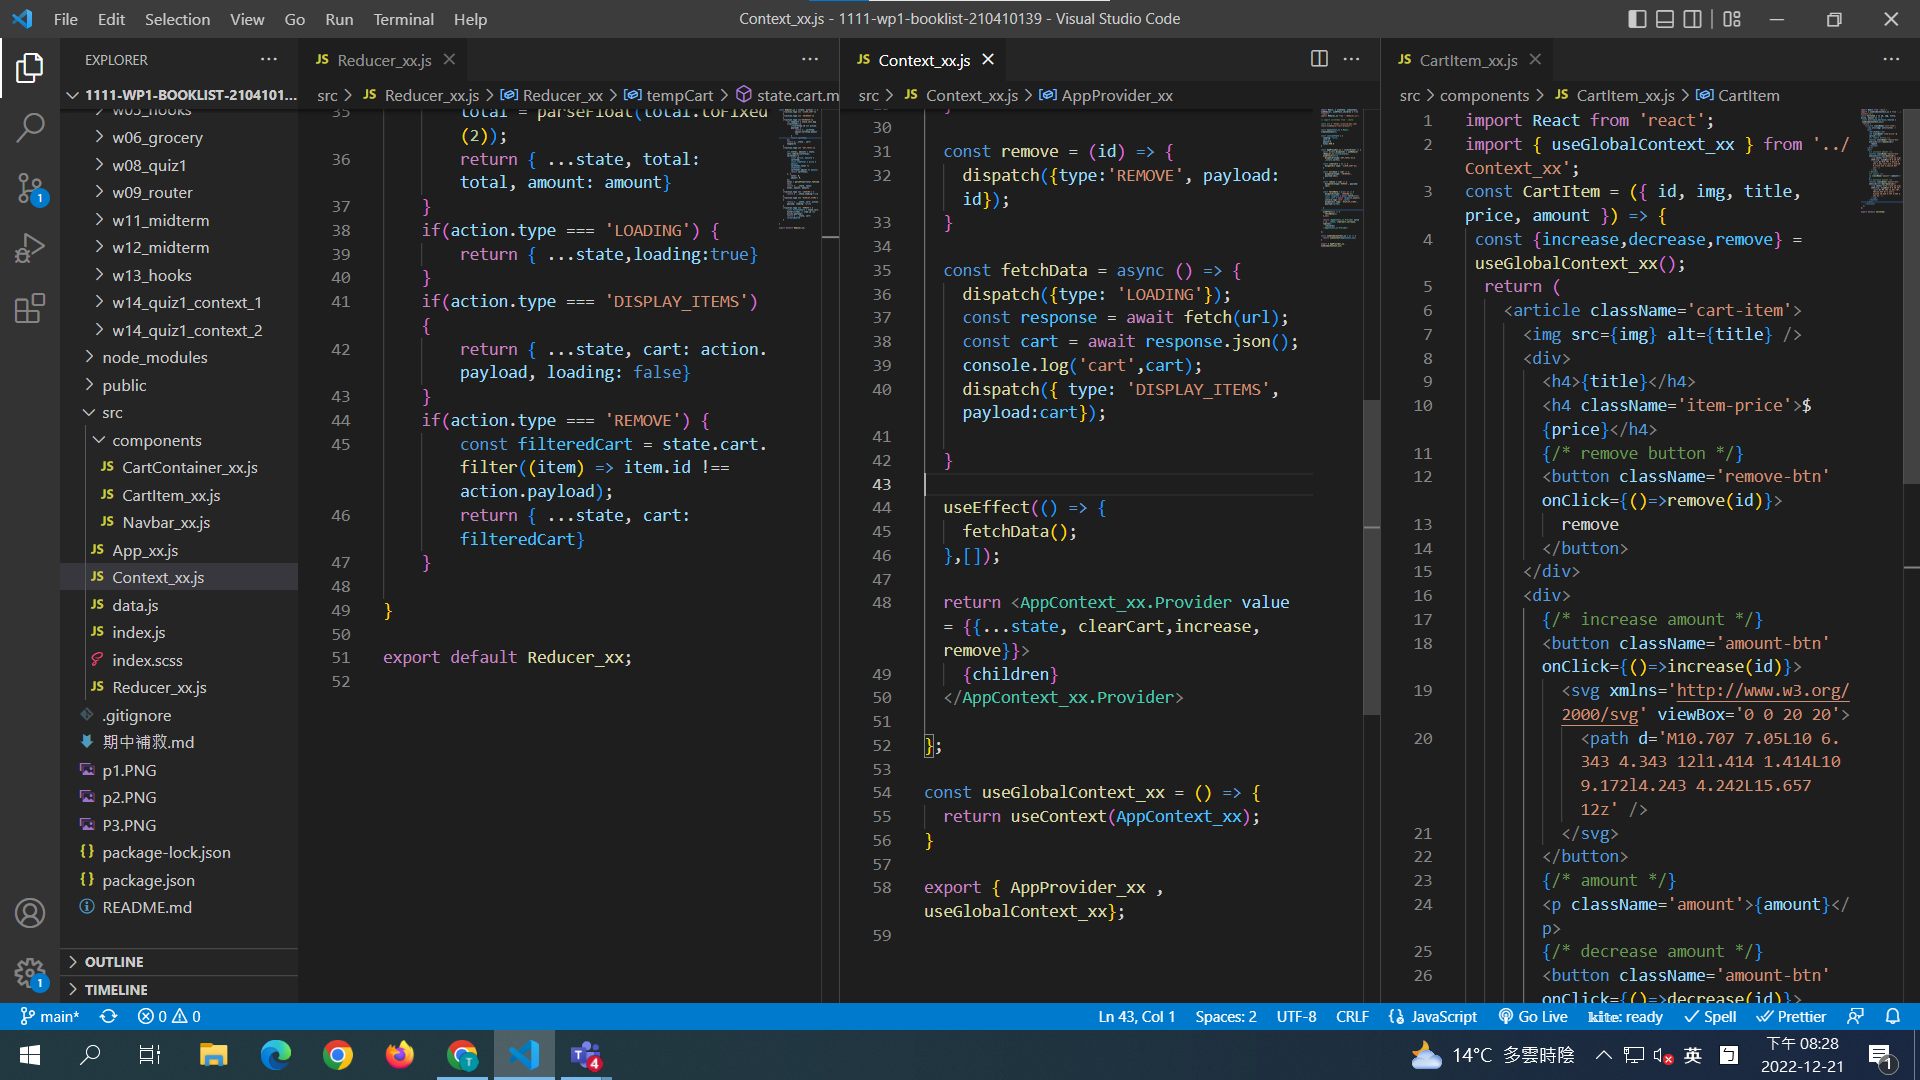 File Edit Selection View Go Run Terminal Help
Context_xx.js - 1111-wp1-booklist-210410139 - Visual Studio Code
EXPLORER
1111-WP1-BOOKLIST-2104101...
w05_hooks
w06_grocery
w08_quiz1
w09_router
w11_midterm
w12_midterm
w13_hooks
w14_quiz1_context_1
w14_quiz1_context_2
node_modules
public
src
components
JS CartContainer_xx.js
JS CartItem_xx.js
JS Navbar_xx.js
JS App_xx.js
JS Context_xx.js
JS data.js
JS index.js
index.scss
JS Reducer_xx.js
.gitignore
期中補救.md
p1.PNG
p2.PNG
P3.PNG
package-lock.json
package.json
README.md
OUTLINE
TIMELINE
JS Reducer_xx.js
src > JS Reducer_xx.js > Reducer_xx > tempCart > state.cart.m
35 total = parseFloat(total.toFixed
(2));
36 return { ...state, total:
total, amount: amount}
37 }
38 if(action.type === 'LOADING') {
39 return { ...state,loading:true}
40 }
41 if(action.type === 'DISPLAY_ITEMS')
{
42 return { ...state, cart: action.
payload, loading: false}
43 }
44 if(action.type === 'REMOVE') {
45 const filteredCart = state.cart.
filter((item) => item.id !==
action.payload);
46 return { ...state, cart:
filteredCart}
47 }
48
49 }
50
51 export default Reducer_xx;
52
JS Context_xx.js
src > JS Context_xx.js > AppProvider_xx
30
31 const remove = (id) => {
32 dispatch({type:'REMOVE', payload:
id});
33 }
34
35 const fetchData = async () => {
36 dispatch({type: 'LOADING'});
37 const response = await fetch(url);
38 const cart = await response.json();
39 console.log('cart',cart);
40 dispatch({ type: 'DISPLAY_ITEMS',
payload:cart});
41
42 }
43
44 useEffect(() => {
45 fetchData();
46 },[]);
47
48 return <AppContext_xx.Provider value
= {{...state, clearCart,increase,
remove}}>
49 {children}
50 </AppContext_xx.Provider>
51
52 };
53
54 const useGlobalContext_xx = () => {
55 return useContext(AppContext_xx);
56 }
57
58 export { AppProvider_xx ,
useGlobalContext_xx};
59
JS CartItem_xx.js
src > components > JS CartItem_xx.js > CartItem
1 import React from 'react';
2 import { useGlobalContext_xx } from '../
Context_xx';
3 const CartItem = ({ id, img, title,
price, amount }) => {
4 const {increase,decrease,remove} =
useGlobalContext_xx();
5 return (
6 <article className='cart-item'>
7 <img src={img} alt={title} />
8 <div>
9 <h4>{title}</h4>
10 <h4 className='item-price'>$
{price}</h4>
11 {/* remove button */}
12 <button className='remove-btn'
onClick={()=>remove(id)}>
13 remove
14 </button>
15 </div>
16 <div>
17 {/* increase amount */}
18 <button className='amount-btn'
onClick={()=>increase(id)}>
19 <svg xmlns='http://www.w3.org/
2000/svg' viewBox='0 0 20 20'>
20 <path d='M10.707 7.05L10 6.
343 4.343 12l1.414 1.414L10
9.172l4.243 4.242L15.657
12z' />
21 </svg>
22 </button>
23 {/* amount */}
24 <p className='amount'>{amount}</
p>
25 {/* decrease amount */}
26 <button className='amount-btn'
onClick={()=>decrease(id)}>
main* 0 0
Ln 43, Col 1 Spaces: 2 UTF-8 CRLF JavaScript Go Live kite: ready Spell Prettier
14°C 多雲時陰 英
下午 08:28
2022-12-21